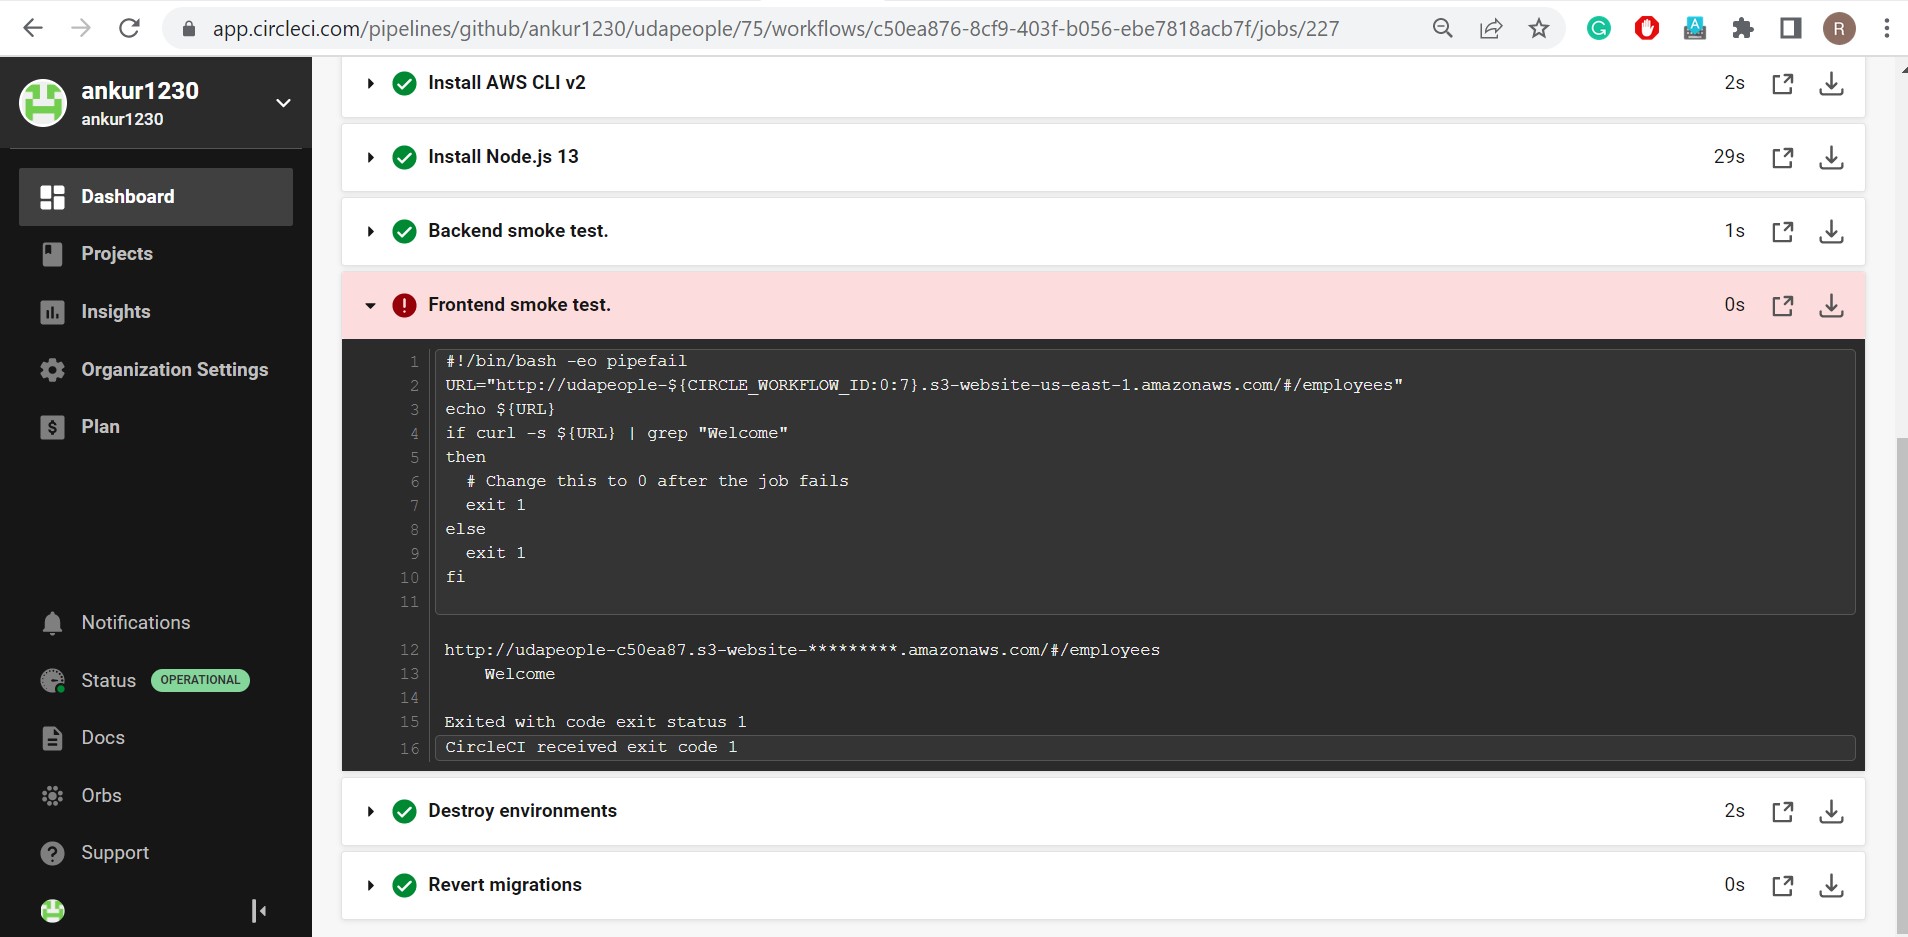 app.circleci.com/pipelines/github/ankur1230/udapeople/75/workflows/c50ea876-8cf9-403f-b056-ebe7818acb7f/jobs/227
G
A
R
ankur1230
ankur1230
Dashboard
Projects
Insights
Organization Settings
Plan
Notifications
Status OPERATIONAL
Docs
Orbs
Support
Install AWS CLI v2 2s
Install Node.js 13 29s
Backend smoke test. 1s
Frontend smoke test. 0s
1 #!/bin/bash -eo pipefail
2 URL="http://udapeople-${CIRCLE_WORKFLOW_ID:0:7}.s3-website-us-east-1.amazonaws.com/#/employees"
3 echo ${URL}
4 if curl -s ${URL} | grep "Welcome"
5 then
6 # Change this to 0 after the job fails
7 exit 1
8 else
9 exit 1
10 fi
11
12 http://udapeople-c50ea87.s3-website-*********.amazonaws.com/#/employees
13 Welcome
14
15 Exited with code exit status 1
16 CircleCI received exit code 1
Destroy environments 2s
Revert migrations 0s